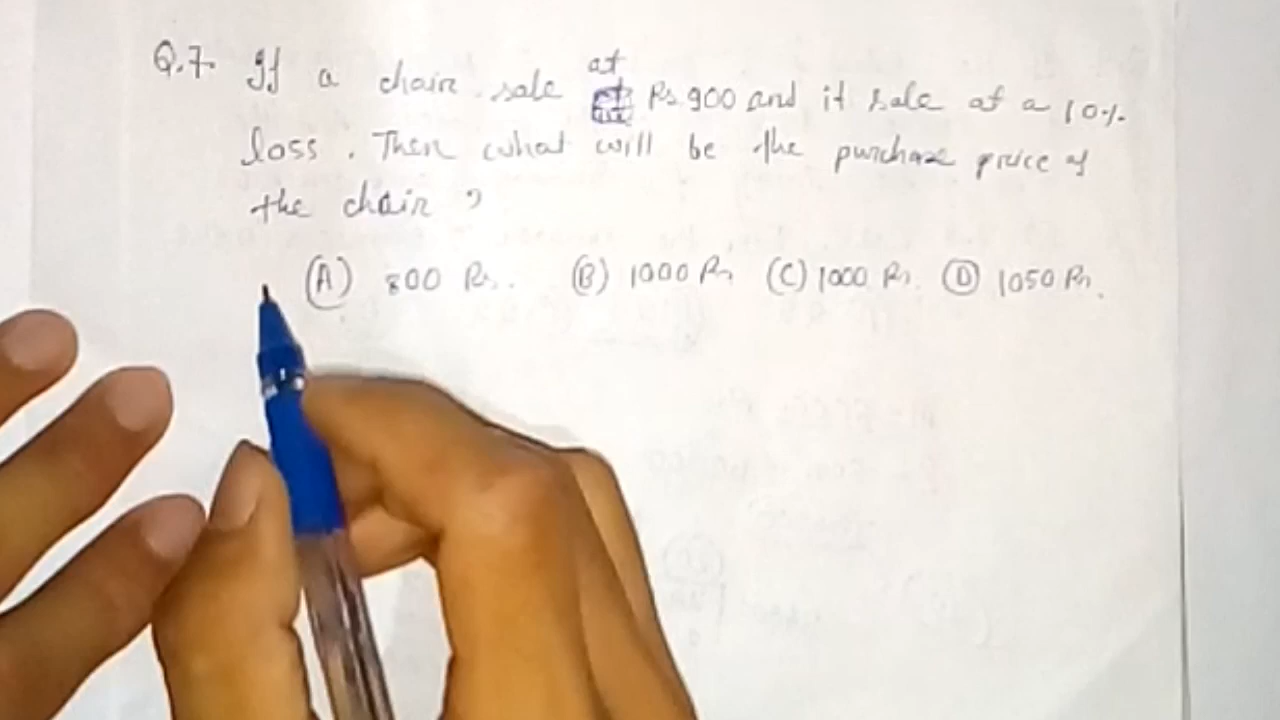 Q.7. If a chair sale at Rs. 900 and it sale at a 10%
loss. Then what will be the purchase price of
the chair ?
(A) 800 Rs. (B) 1000 Rs (C) 1000 Rs. (D) 1050 Rs.